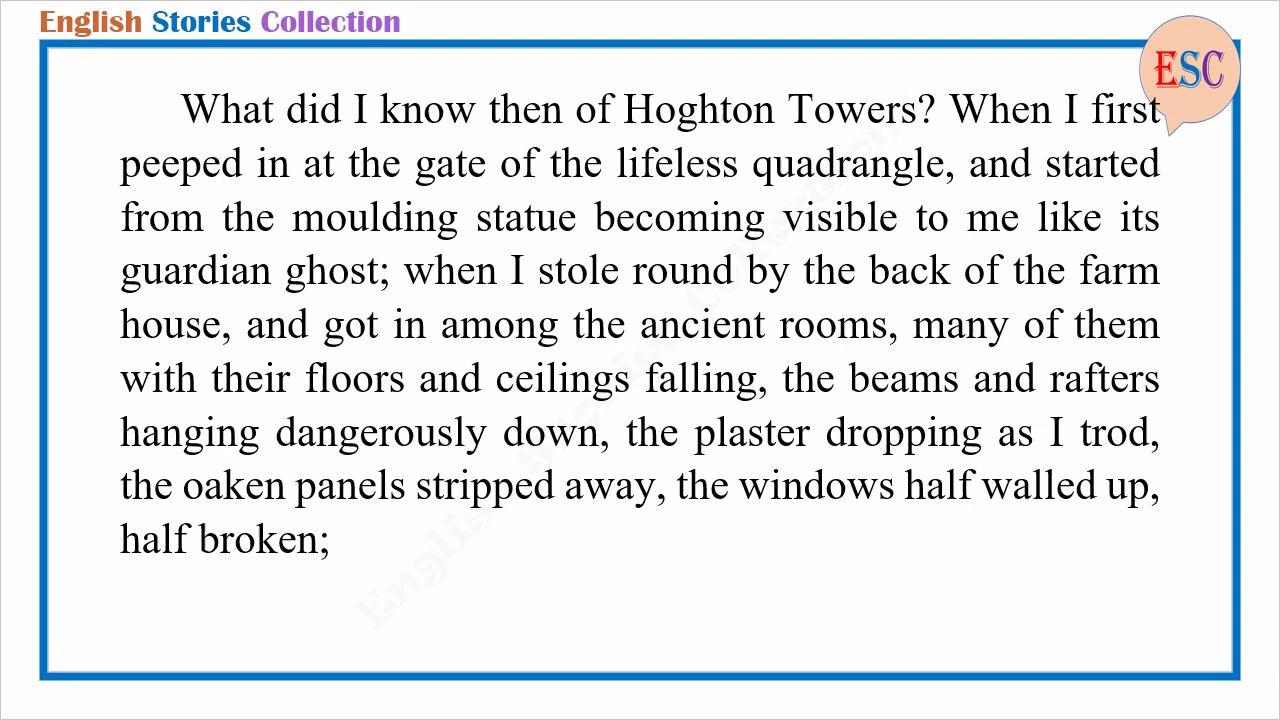 English Stories Collection
ESC
What did I know then of Hoghton Towers? When I first
peeped in at the gate of the lifeless quadrangle, and started
from the moulding statue becoming visible to me like its
guardian ghost; when I stole round by the back of the farm
house, and got in among the ancient rooms, many of them
with their floors and ceilings falling, the beams and rafters
hanging dangerously down, the plaster dropping as I trod,
the oaken panels stripped away, the windows half walled up,
half broken;